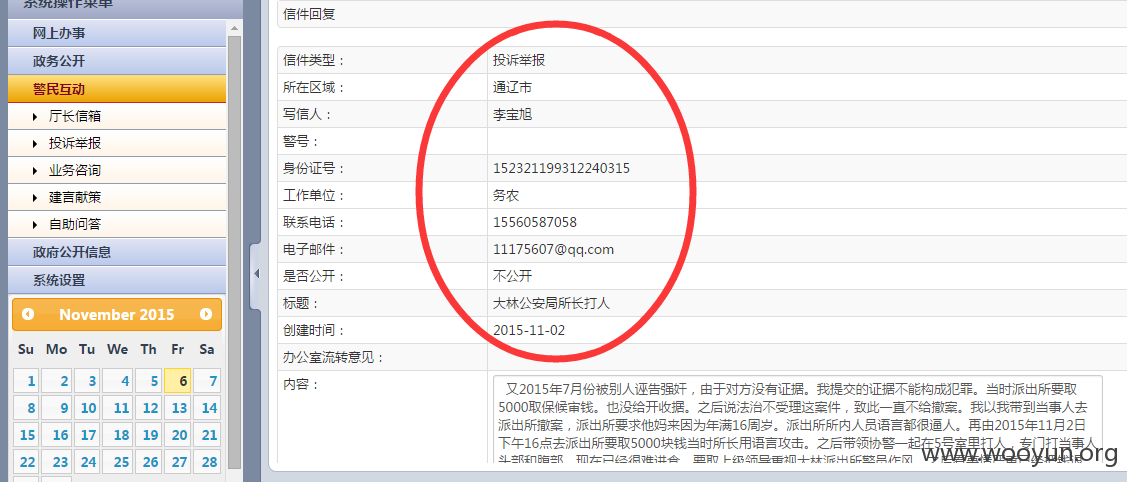 系统操作菜单
网上办事
政务公开
警民互动
厅长信箱
投诉举报
业务咨询
建言献策
自助问答
政府公开信息
系统设置
November 2015
Su Mo Tu We Th Fr Sa
1 2 3 4 5 6 7
8 9 10 11 12 13 14
15 16 17 18 19 20 21
22 23 24 25 26 27 28
信件回复
信件类型： 投诉举报
所在区域： 通辽市
写信人： 李宝旭
警号：
身份证号： 152321199312240315
工作单位： 务农
联系电话： 15560587058
电子邮件： 11175607@qq.com
是否公开： 不公开
标题： 大林公安局所长打人
创建时间： 2015-11-02
办公室流转意见：
内容：
又2015年7月份被别人诬告强奸，由于对方没有证据。我提交的证据不能构成犯罪。当时派出所要取
5000取保候审钱。也没给开收据。之后说法治不受理这案件，致此一直不给撤案。我以我带到当事人去
派出所撤案，派出所要求他妈来因为年满16周岁。派出所所内人员语言都很逼人。再由2015年11月2日
下午16点去派出所要取5000块钱当时所长用语言攻击。之后带领协警一起在5号室里打人，专门打当事人
头部和腹部。现在已经很难进食。要取上级领导重视大林派出所警员作风。
www.wooyun.org